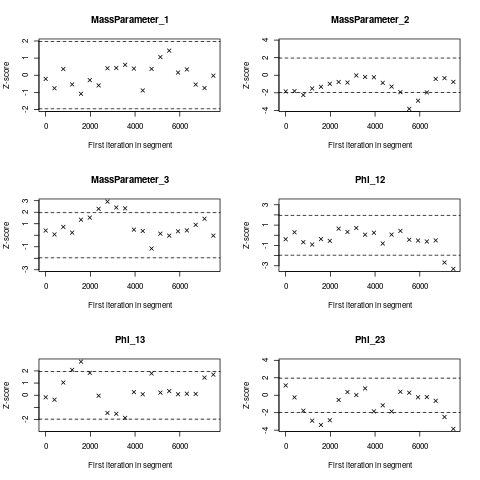 MassParameter_1 MassParameter_2
Z-score
-2 -1 0 1 2
0 2000 4000 6000
First iteration in segment
Z-score
-4 -2 0 2 4
0 2000 4000 6000
First iteration in segment
MassParameter_3 Phi_12
Z-score
-3 -1 1 2 3
0 2000 4000 6000
First iteration in segment
Z-score
-3 -1 1 3
0 2000 4000 6000
First iteration in segment
Phi_13 Phi_23
Z-score
-2 0 1 2
0 2000 4000 6000
First iteration in segment
Z-score
-4 -2 0 2 4
0 2000 4000 6000
First iteration in segment